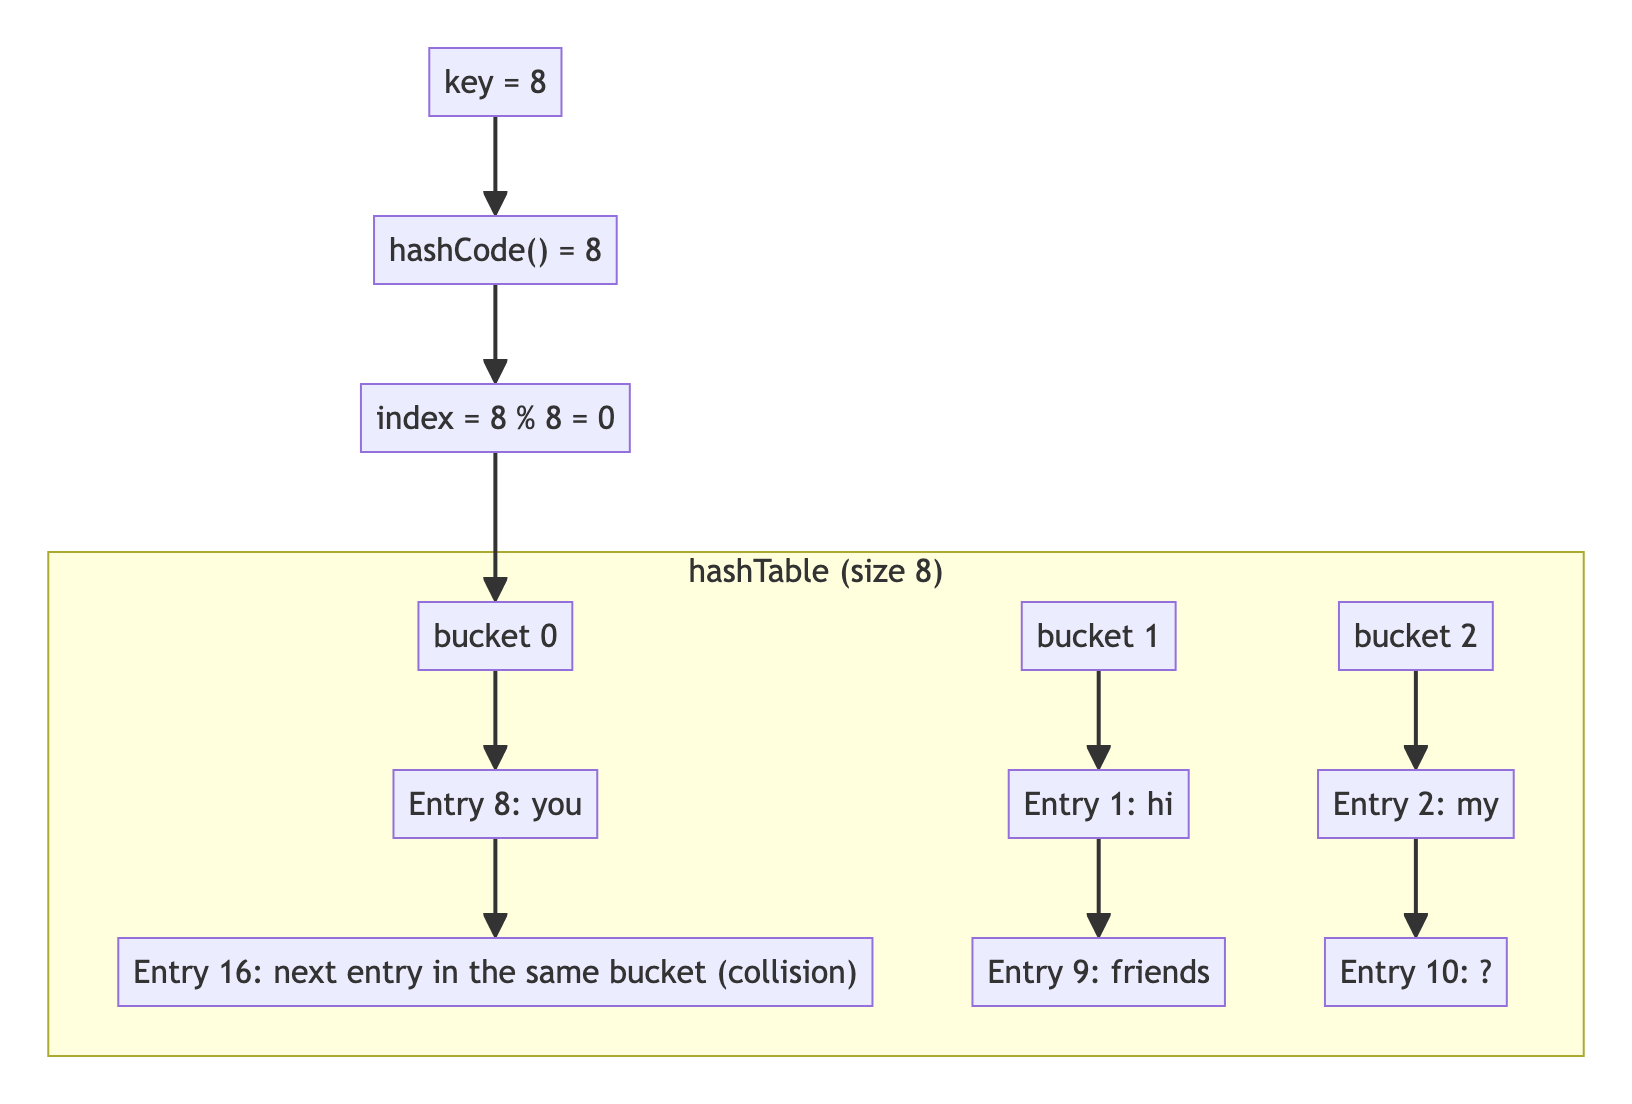 key = 8
hashCode() = 8
index = 8 % 8 = 0
hashTable (size 8)
bucket 0
bucket 1
bucket 2
Entry 8: you
Entry 1: hi
Entry 2: my
Entry 16: next entry in the same bucket (collision)
Entry 9: friends
Entry 10: ?